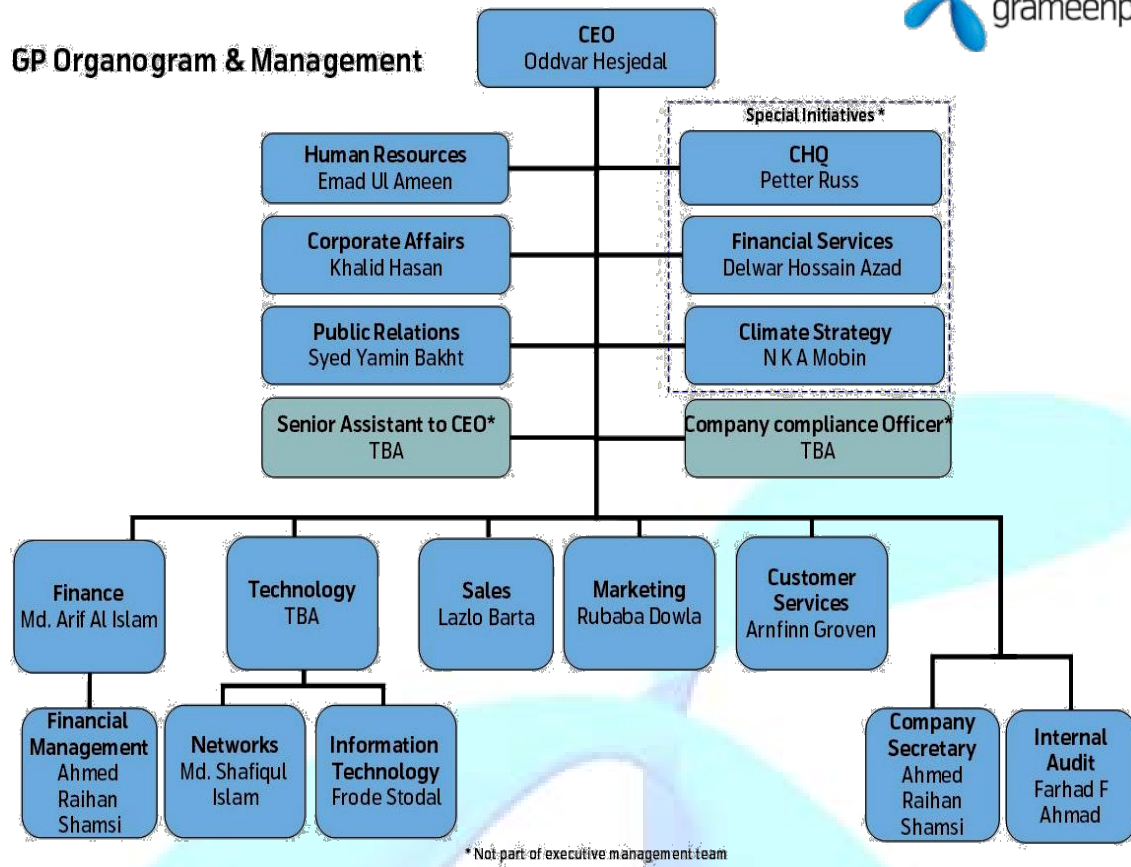 grameenp
GP Organogram & Management
CEO
Oddvar Hesjedal
Special Initiatives *
Human Resources
Emad Ul Ameen
CHQ
Petter Russ
Corporate Affairs
Khalid Hasan
Financial Services
Delwar Hossain Azad
Public Relations
Syed Yamin Bakht
Climate Strategy
N K A Mobin
Senior Assistant to CEO*
TBA
Company compliance Officer*
TBA
Finance
Md. Arif Al Islam
Technology
TBA
Sales
Lazlo Barta
Marketing
Rubaba Dowla
Customer
Services
Arnfinn Groven
Financial
Management
Ahmed
Raihan
Shamsi
Networks
Md. Shafiqul
Islam
Information
Technology
Frode Stodal
Company
Secretary
Ahmed
Raihan
Shamsi
Internal
Audit
Farhad F
Ahmad
* Not part of executive management team